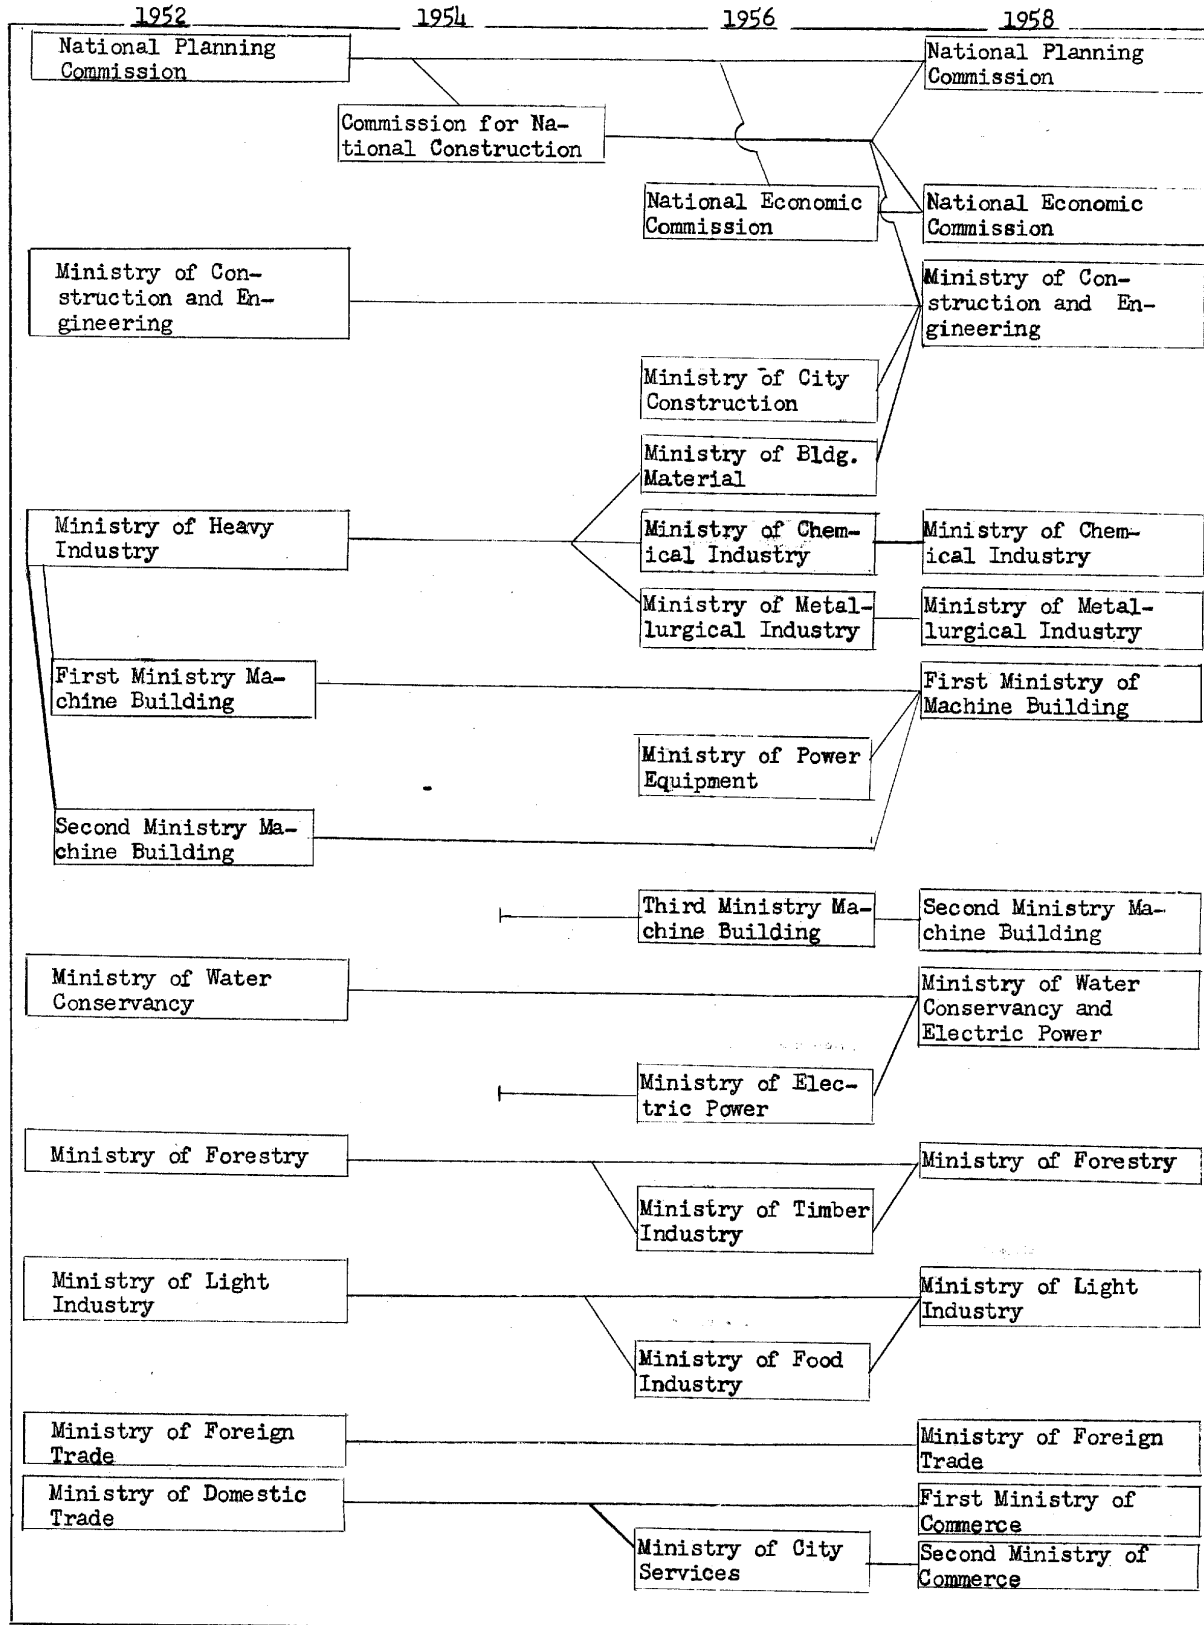 1952 1954 1956 1958
National Planning
Commission
National Planning
Commission
Commission for Na-
tional Construction
National Economic
Commission
National Economic
Commission
Ministry of Con-
struction and En-
gineering
Ministry of Con-
struction and En-
gineering
Ministry of City
Construction
Ministry of Bldg.
Material
Ministry of Heavy
Industry
Ministry of Chem-
ical Industry
Ministry of Chem-
ical Industry
Ministry of Metal-
lurgical Industry
Ministry of Metal-
lurgical Industry
First Ministry Ma-
chine Building
First Ministry of
Machine Building
Ministry of Power
Equipment
Second Ministry Ma-
chine Building
Third Ministry Ma-
chine Building
Second Ministry Ma-
chine Building
Ministry of Water
Conservancy
Ministry of Water
Conservancy and
Electric Power
Ministry of Elec-
tric Power
Ministry of Forestry
Ministry of Forestry
Ministry of Timber
Industry
Ministry of Light
Industry
Ministry of Light
Industry
Ministry of Food
Industry
Ministry of Foreign
Trade
Ministry of Foreign
Trade
Ministry of Domestic
Trade
First Ministry of
Commerce
Ministry of City
Services
Second Ministry of
Commerce